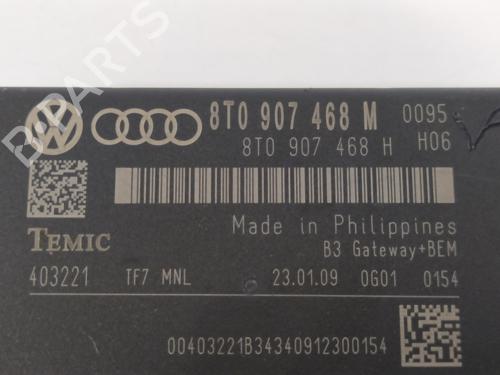 8T0 907 468 M 0095
8T0 907 468 H H06
Made in Philippines
TEMIC
B3 Gateway+BEM
403221 TF7 MNL 23.01.09 0G01 0154
00403221B34340912300154
B-PARTS